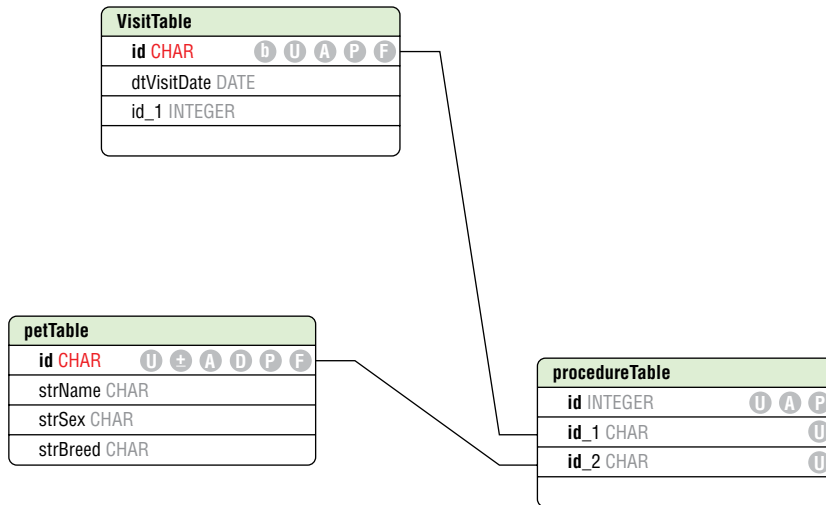 VisitTable
id CHAR b U A P F
dtVisitDate DATE
id_1 INTEGER
petTable
id CHAR U ± A D P F
strName CHAR
strSex CHAR
strBreed CHAR
procedureTable
id INTEGER U A P
id_1 CHAR U
id_2 CHAR U